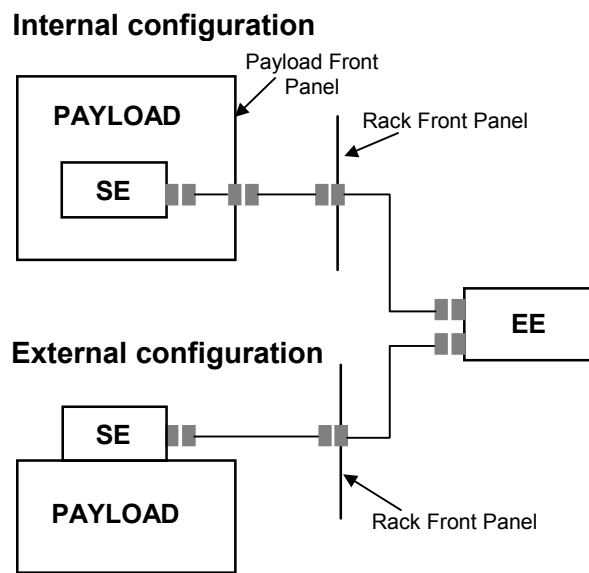 Internal configuration
Payload Front
Panel
PAYLOAD
Rack Front Panel
SE
EE
External configuration
SE
PAYLOAD
Rack Front Panel